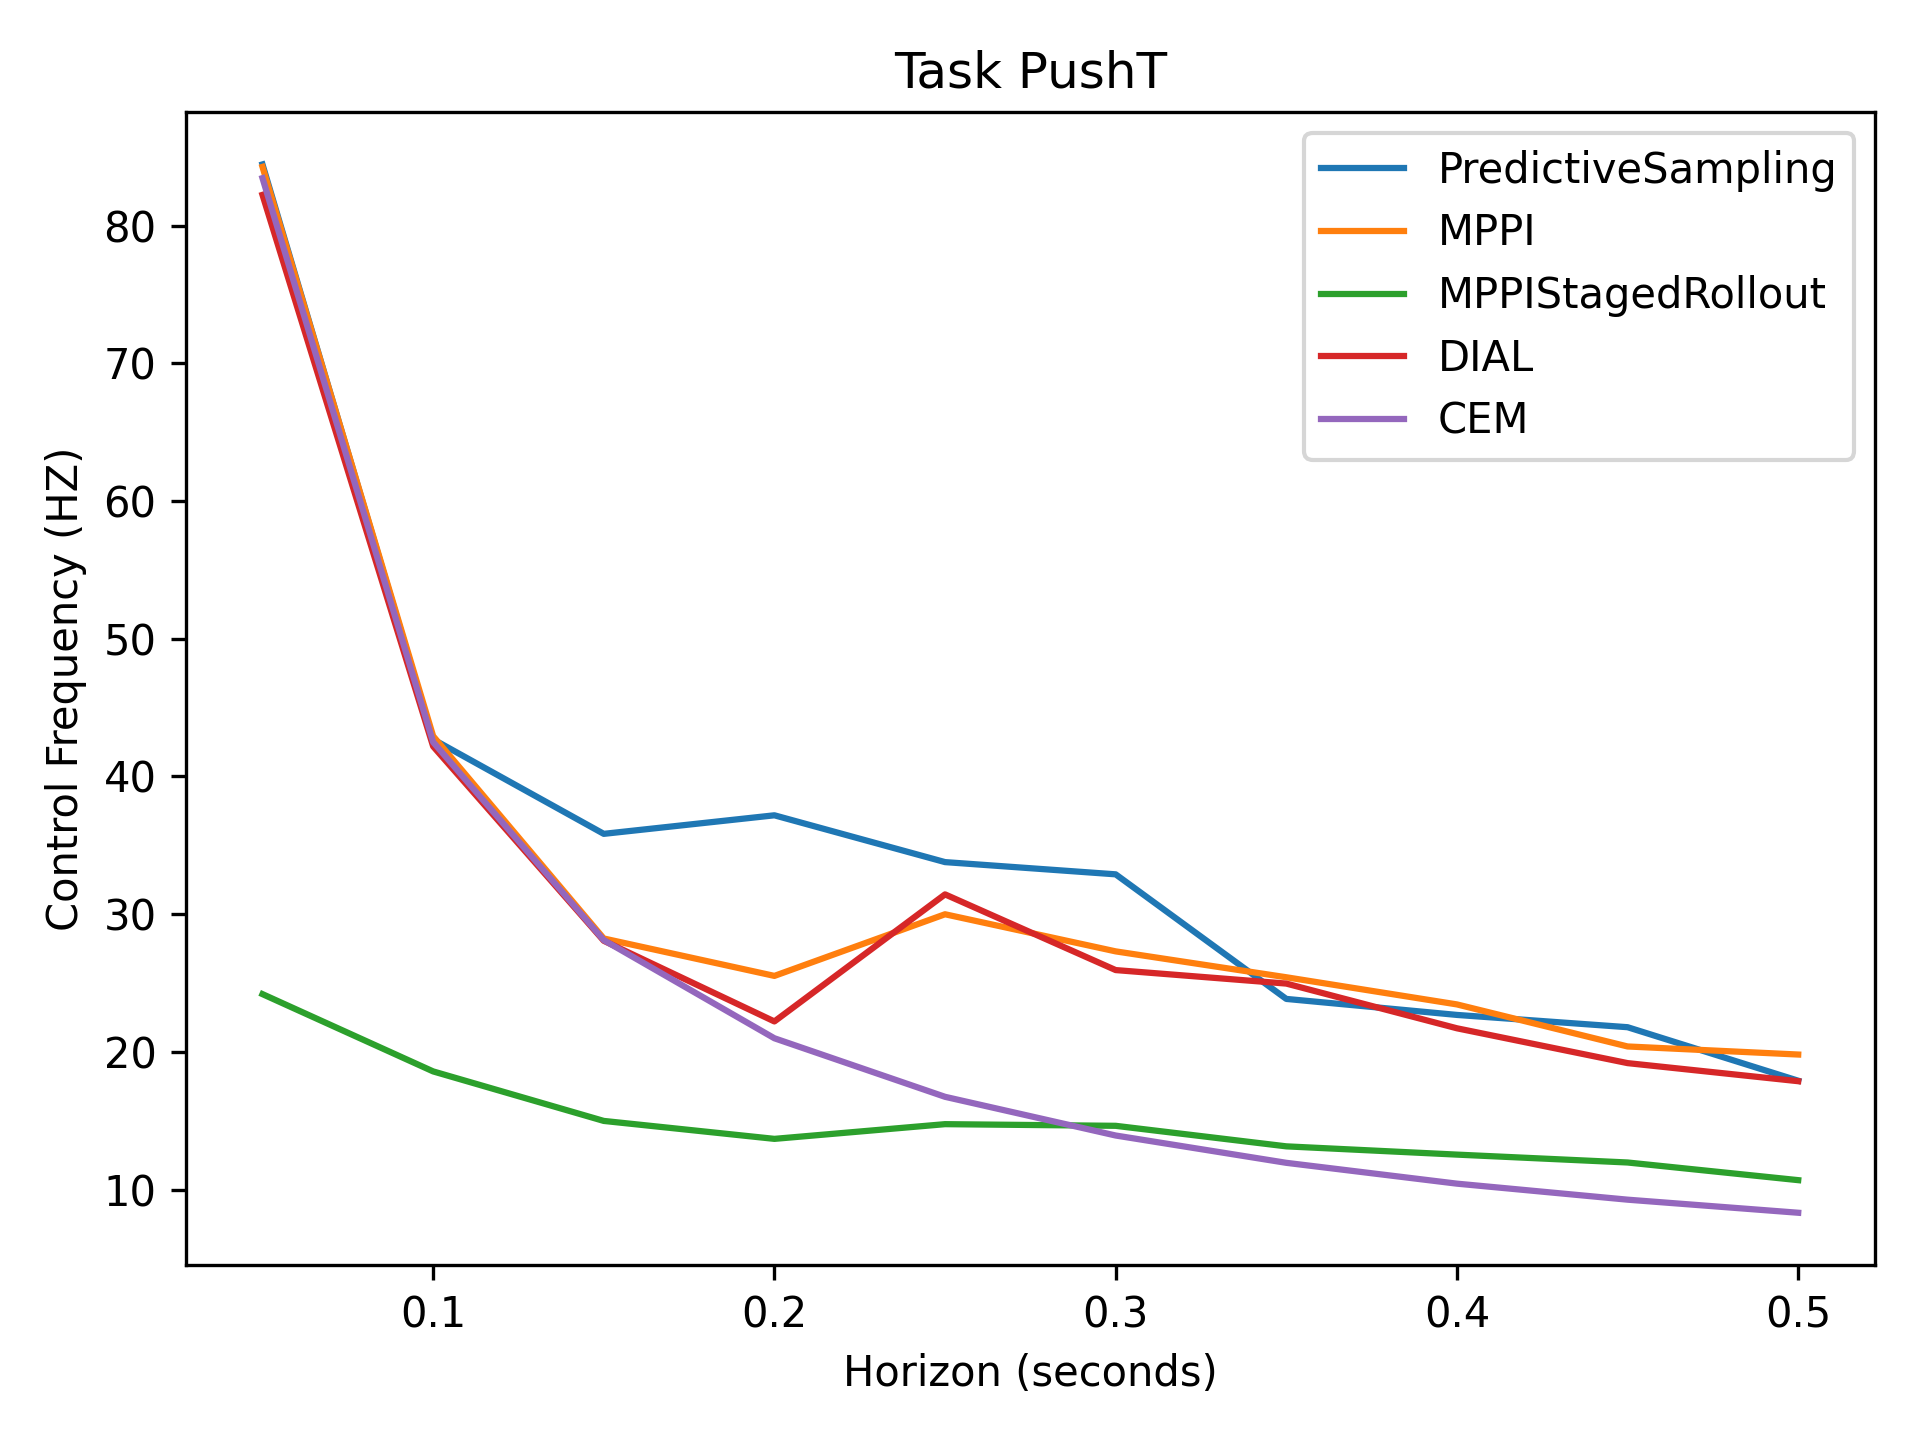 Task PushT
PredictiveSampling
MPPI
MPPIStagedRollout
DIAL
CEM
Control Frequency (HZ)
80
70
60
50
40
30
20
10
0.1 0.2 0.3 0.4 0.5
Horizon (seconds)